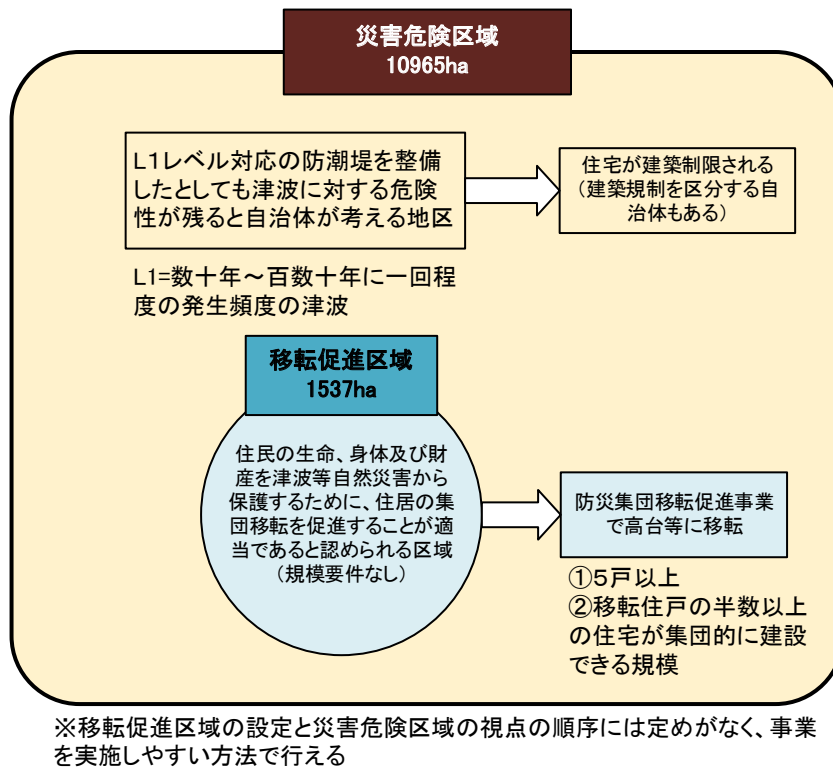 災害危険区域
10965ha
L1レベル対応の防潮堤を整備
したとしても津波に対する危険
性が残ると自治体が考える地区
住宅が建築制限される
（建築規制を区分する自
治体もある）
L1=数十年～百数十年に一回程
度の発生頻度の津波
移転促進区域
1537ha
住民の生命、身体及び財
産を津波等自然災害から
保護するために、住居の集
団移転を促進することが適
当であると認められる区域
（規模要件なし）
防災集団移転促進事業
で高台等に移転
①5戸以上
②移転住戸の半数以上
の住宅が集団的に建設
できる規模
※移転促進区域の設定と災害危険区域の視点の順序には定めがなく、事業
を実施しやすい方法で行える